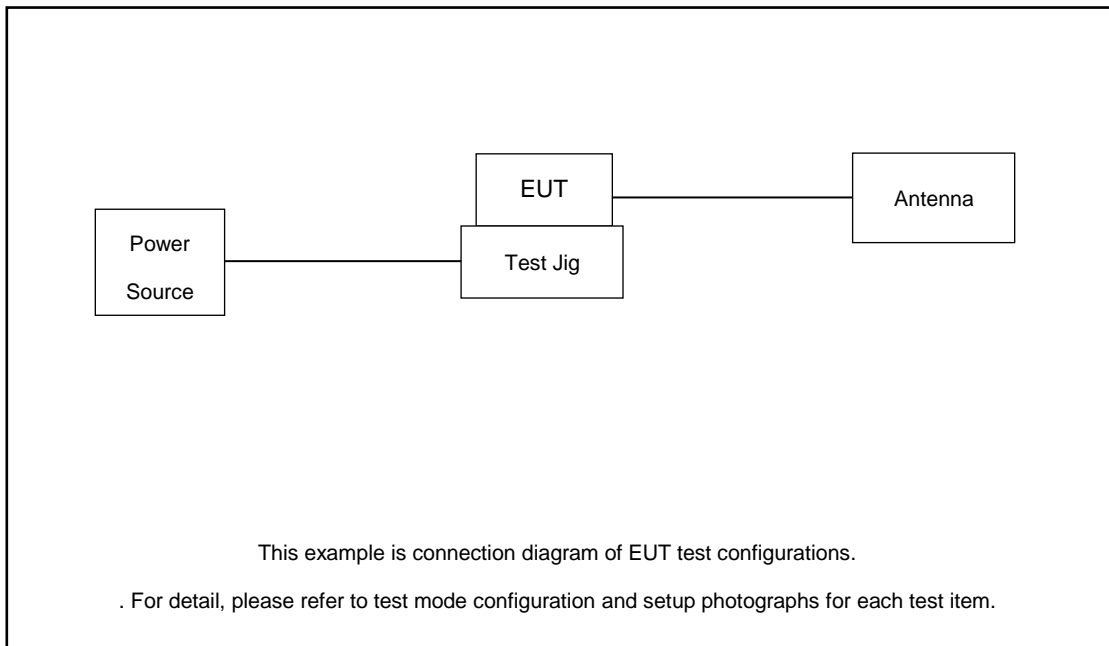 EUT
Antenna
Power
Source
Test Jig
This example is connection diagram of EUT test configurations.
. For detail, please refer to test mode configuration and setup photographs for each test item.